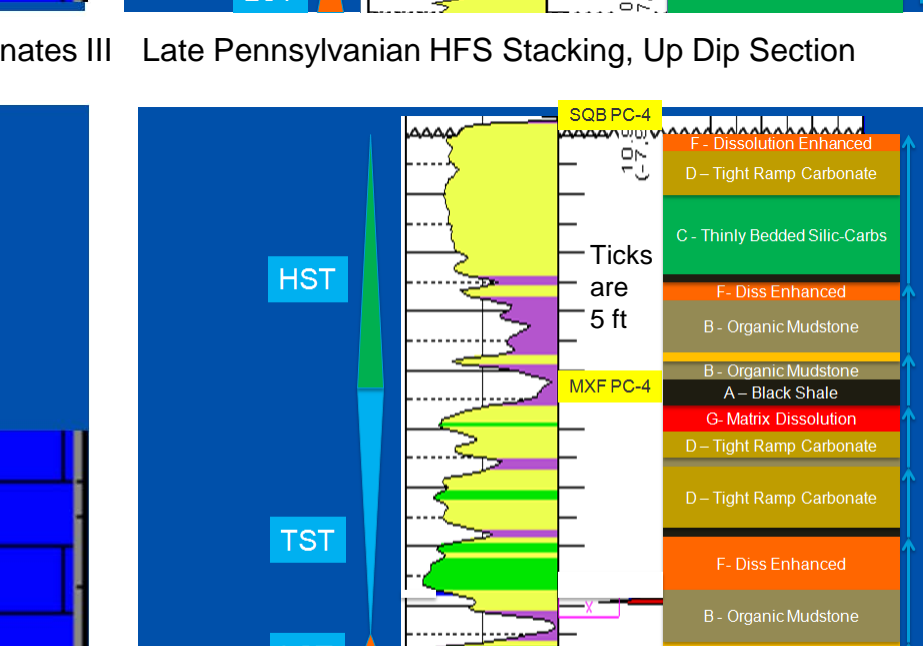 nates III
Late Pennsylvanian HFS Stacking, Up Dip Section
SQB PC-4
F - Dissolution Enhanced
D – Tight Ramp Carbonate
C - Thinly Bedded Silic-Carbs
HST
Ticks
are
5 ft
F- Diss Enhanced
B - Organic Mudstone
B - Organic Mudstone
MXF PC-4
A – Black Shale
G- Matrix Dissolution
D – Tight Ramp Carbonate
D – Tight Ramp Carbonate
TST
F- Diss Enhanced
X
B - Organic Mudstone